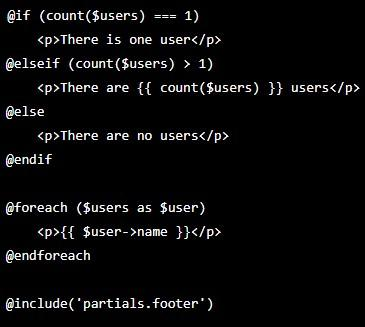 @if (count($users) === 1)
    <p>There is one user</p>
@elseif (count($users) > 1)
    <p>There are {{ count($users) }} users</p>
@else
    <p>There are no users</p>
@endif

@foreach ($users as $user)
    <p>{{ $user->name }}</p>
@endforeach

@include('partials.footer')